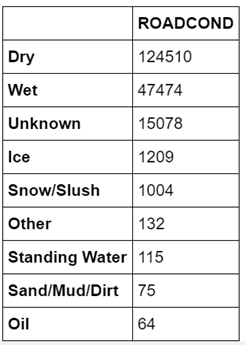 ROADCOND
Dry 124510
Wet 47474
Unknown 15078
Ice 1209
Snow/Slush 1004
Other 132
Standing Water 115
Sand/Mud/Dirt 75
Oil 64